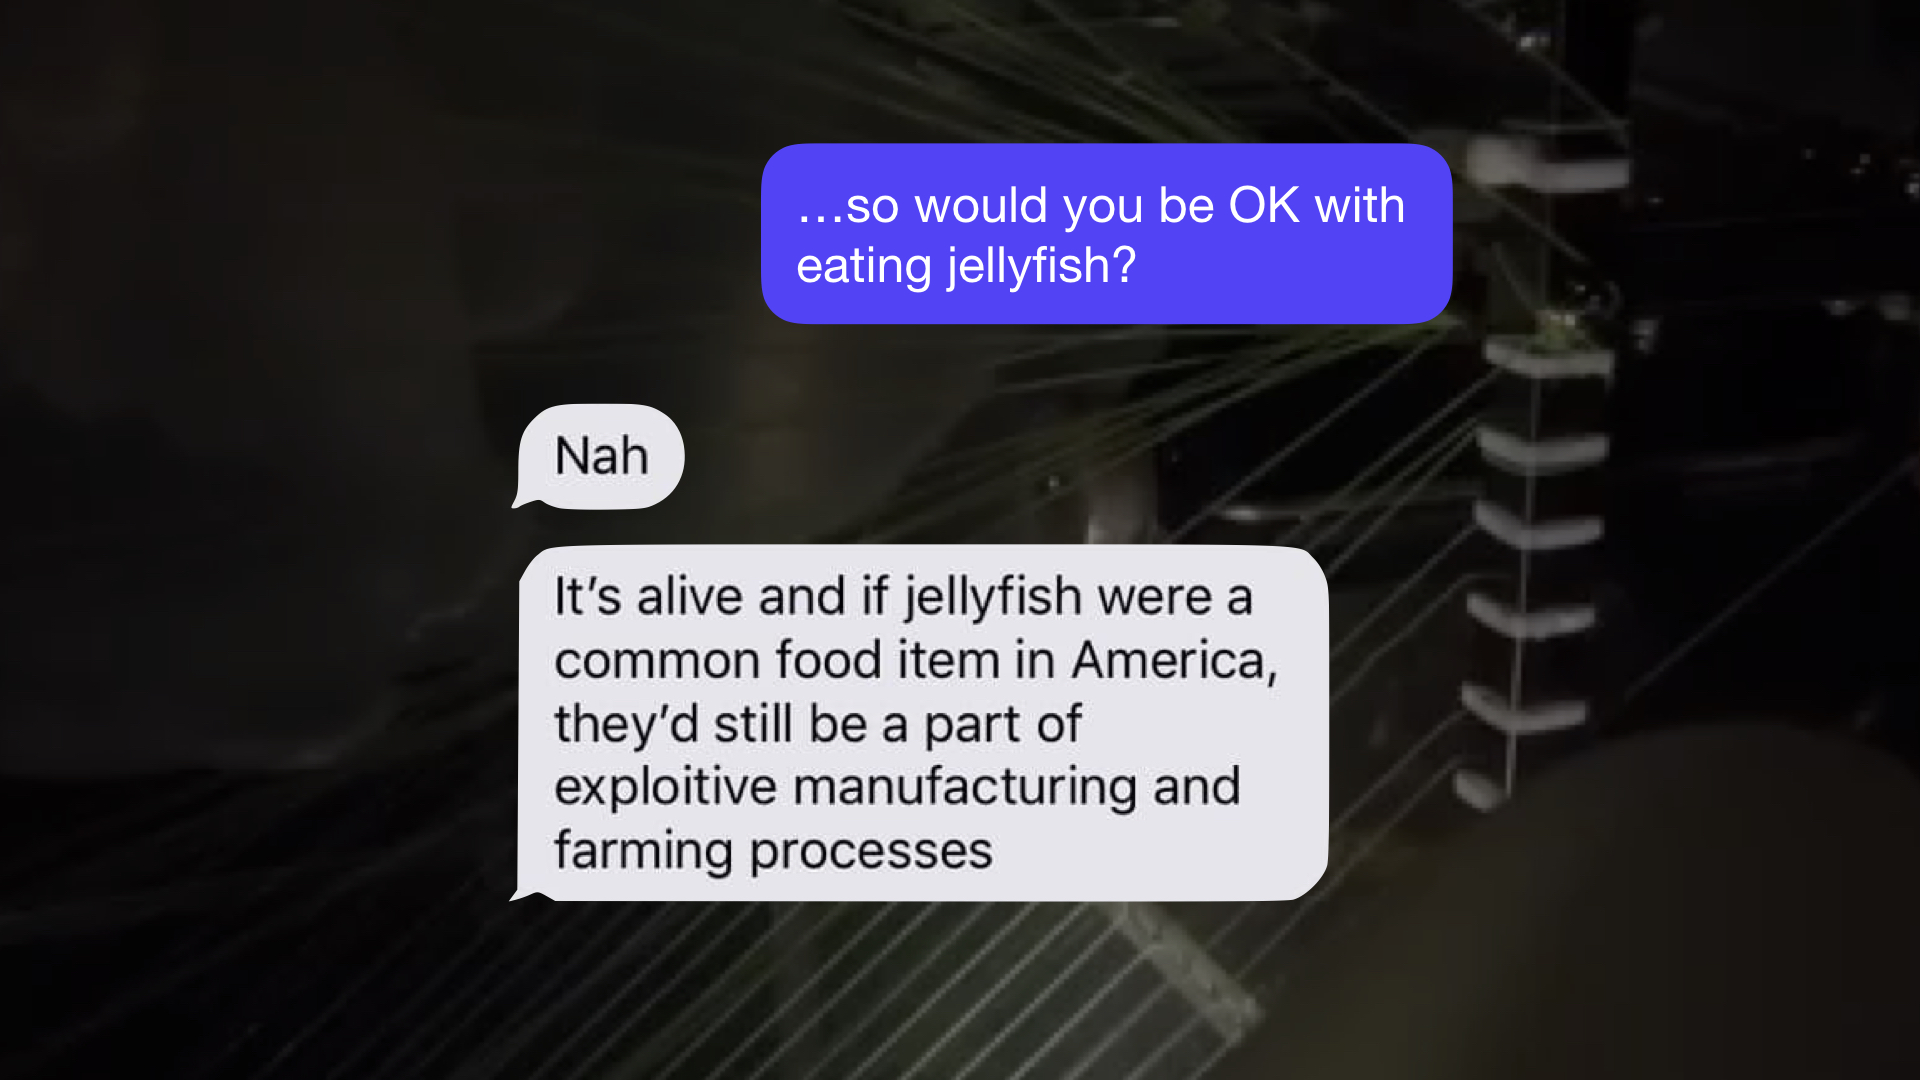 …so would you be OK with
eating jellyfish?
Nah
It’s alive and if jellyfish were a
common food item in America,
they’d still be a part of
exploitive manufacturing and
farming processes